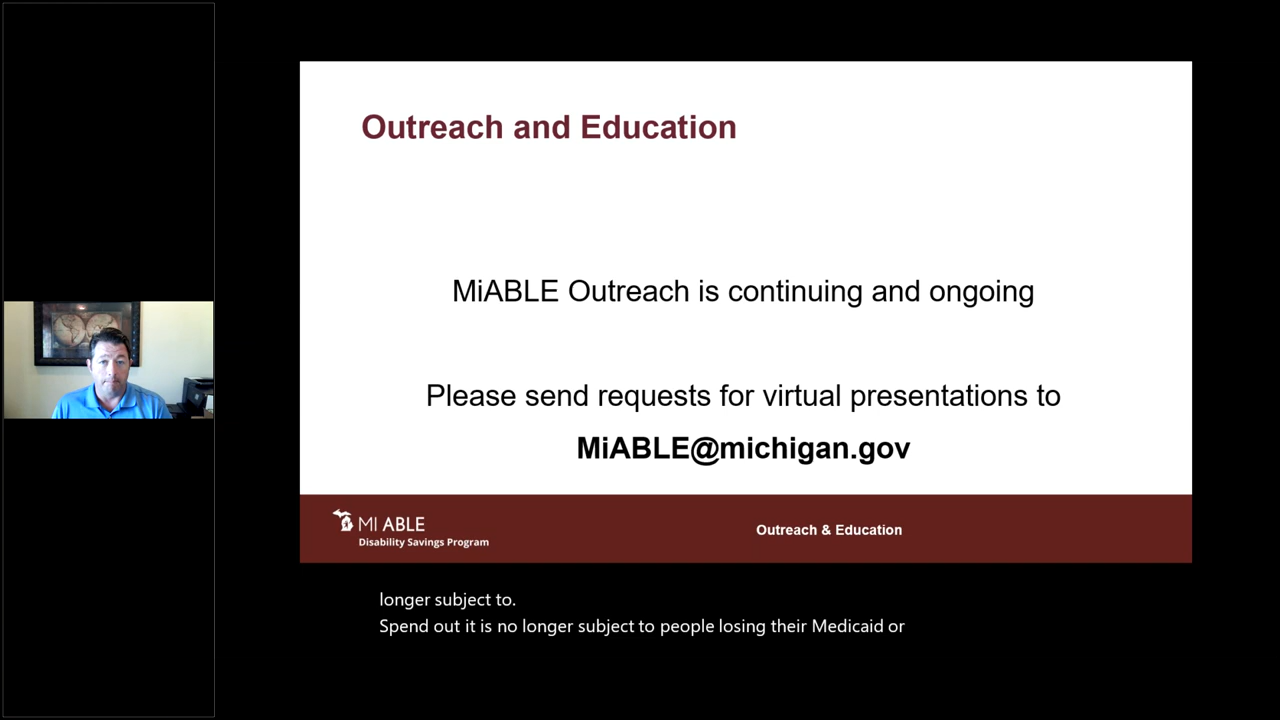 Outreach and Education
MiABLE Outreach is continuing and ongoing
Please send requests for virtual presentations to
MiABLE@michigan.gov
MI ABLE
Disability Savings Program
Outreach & Education
longer subject to.
Spend out it is no longer subject to people losing their Medicaid or